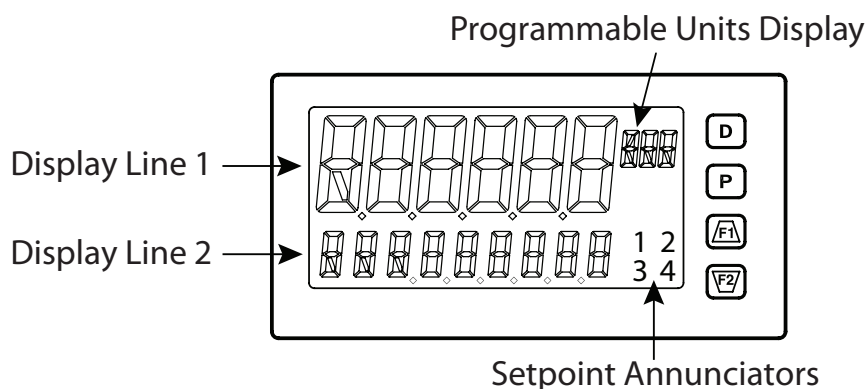 Programmable Units Display
D
Display Line 1
P
F1
Display Line 2
1 2
3 4
F2
Setpoint Annunciators